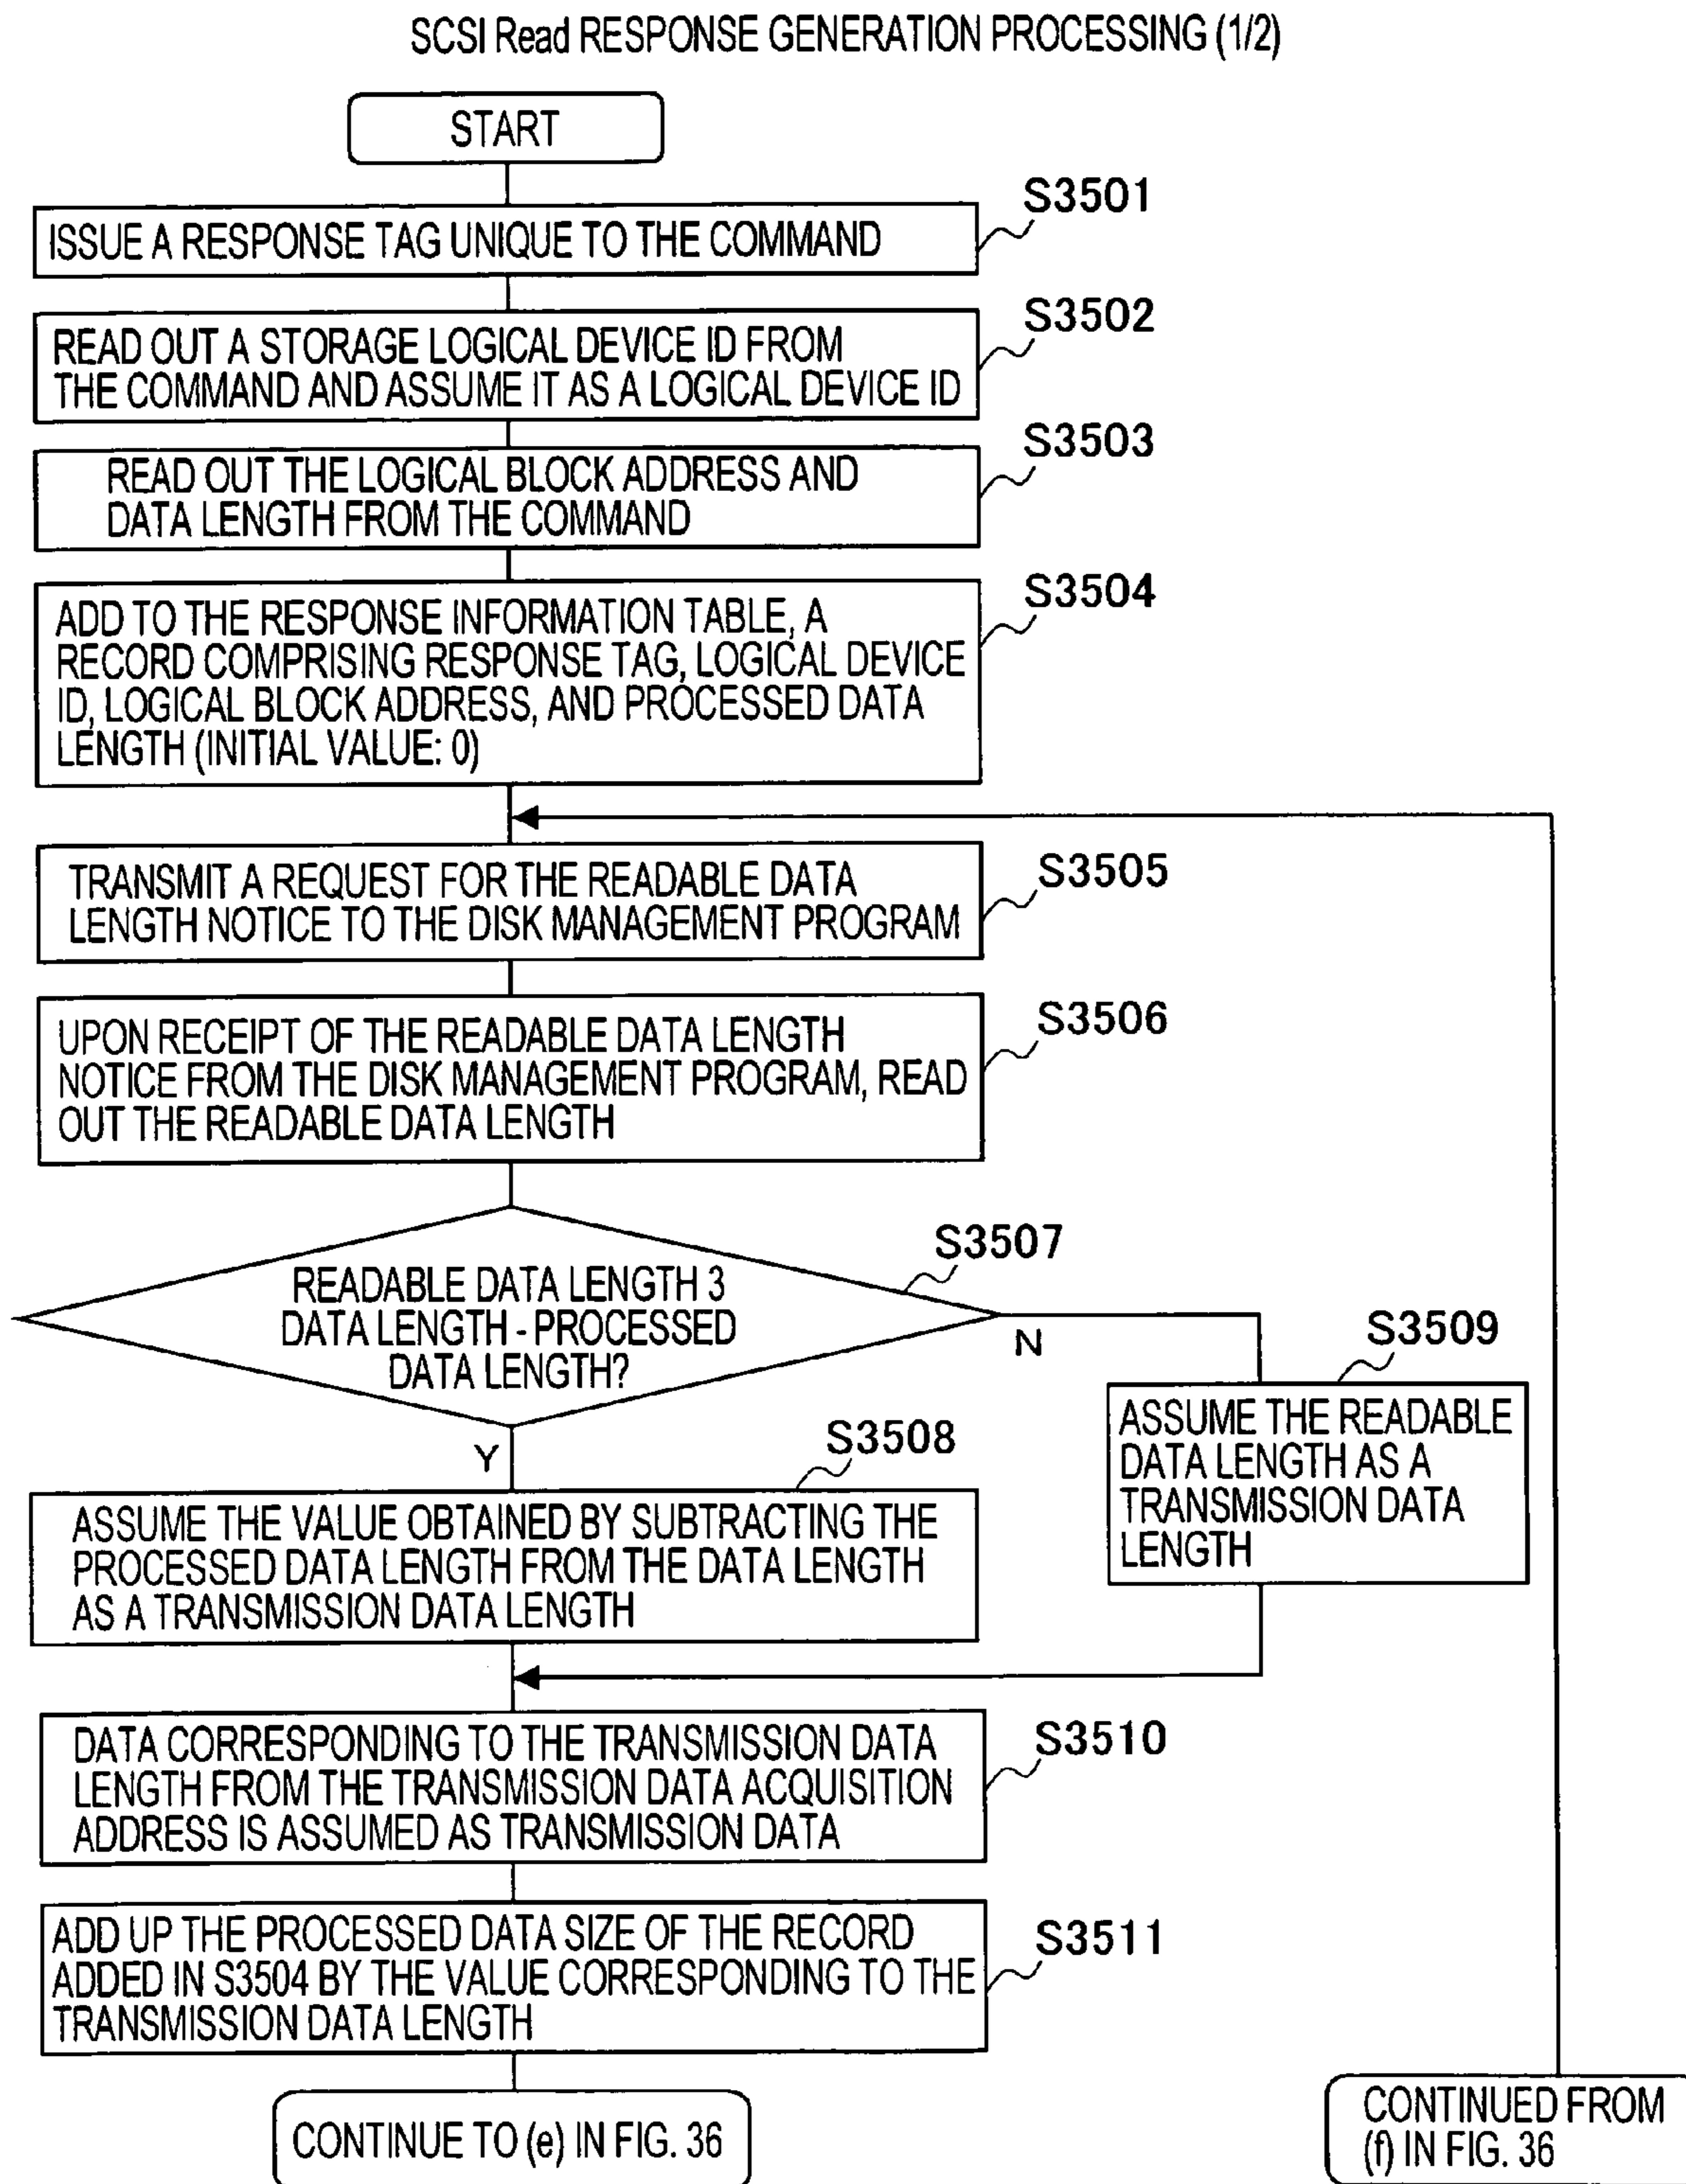 SCSI Read RESPONSE GENERATION PROCESSING (1/2)
START
S3501
ISSUE A RESPONSE TAG UNIQUE TO THE COMMAND
S3502
READ OUT A STORAGE LOGICAL DEVICE ID FROM
THE COMMAND AND ASSUME IT AS A LOGICAL DEVICE ID
S3503
READ OUT THE LOGICAL BLOCK ADDRESS AND
DATA LENGTH FROM THE COMMAND
S3504
ADD TO THE RESPONSE INFORMATION TABLE, A
RECORD COMPRISING RESPONSE TAG, LOGICAL DEVICE
ID, LOGICAL BLOCK ADDRESS, AND PROCESSED DATA
LENGTH (INITIAL VALUE: 0)
S3505
TRANSMIT A REQUEST FOR THE READABLE DATA
LENGTH NOTICE TO THE DISK MANAGEMENT PROGRAM
S3506
UPON RECEIPT OF THE READABLE DATA LENGTH
NOTICE FROM THE DISK MANAGEMENT PROGRAM, READ
OUT THE READABLE DATA LENGTH
S3507
READABLE DATA LENGTH 3
DATA LENGTH - PROCESSED
DATA LENGTH?
N
S3509
ASSUME THE READABLE
DATA LENGTH AS A
TRANSMISSION DATA
LENGTH
Y
S3508
ASSUME THE VALUE OBTAINED BY SUBTRACTING THE
PROCESSED DATA LENGTH FROM THE DATA LENGTH
AS A TRANSMISSION DATA LENGTH
S3510
DATA CORRESPONDING TO THE TRANSMISSION DATA
LENGTH FROM THE TRANSMISSION DATA ACQUISITION
ADDRESS IS ASSUMED AS TRANSMISSION DATA
S3511
ADD UP THE PROCESSED DATA SIZE OF THE RECORD
ADDED IN S3504 BY THE VALUE CORRESPONDING TO THE
TRANSMISSION DATA LENGTH
CONTINUE TO (e) IN FIG. 36
CONTINUED FROM
(f) IN FIG. 36